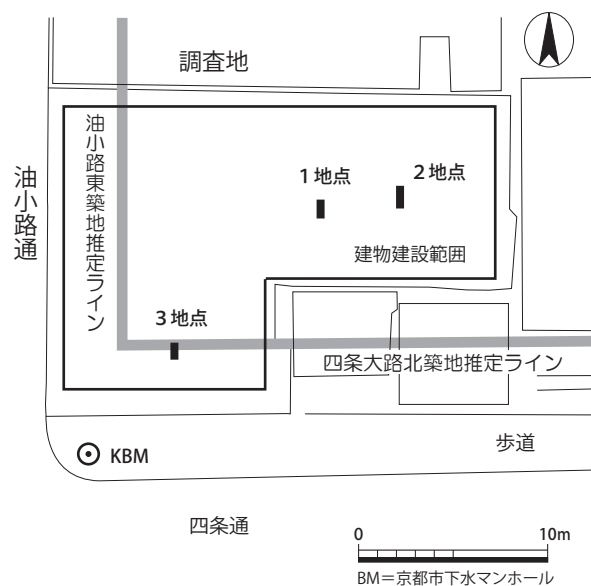 調査地
油小路東築地推定ライン
油小路通
1地点
2地点
建物建設範囲
3地点
四条大路北築地推定ライン
歩道
KBM
四条通
0 10m
BM＝京都市下水マンホール